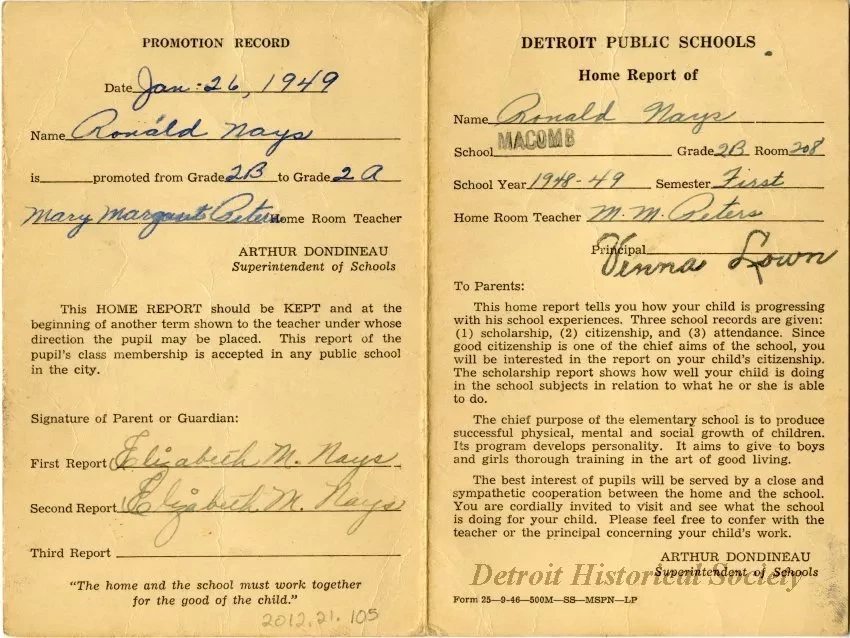 PROMOTION RECORD
Date Jan. 26, 1949
Name Ronald Nays
is promoted from Grade 2B to Grade 2A
Mary Margaret Peters Home Room Teacher
ARTHUR DONDINEAU
Superintendent of Schools
This HOME REPORT should be KEPT and at the
beginning of another term shown to the teacher under whose
direction the pupil may be placed. This report of the
pupil's class membership is accepted in any public school
in the city.
Signature of Parent or Guardian:
First Report Elizabeth M. Nays
Second Report Elizabeth M. Nays
Third Report
"The home and the school must work together
for the good of the child."
2012.21.105
DETROIT PUBLIC SCHOOLS
Home Report of
Name Ronald Nays
School MACOMB Grade 2B Room 208
School Year 1948-49 Semester First
Home Room Teacher M. M. Peters
Principal Venna Lown
To Parents:
This home report tells you how your child is progressing
with his school experiences. Three school records are given:
(1) scholarship, (2) citizenship, and (3) attendance. Since
good citizenship is one of the chief aims of the school, you
will be interested in the report on your child's citizenship.
The scholarship report shows how well your child is doing
in the school subjects in relation to what he or she is able
to do.
The chief purpose of the elementary school is to produce
successful physical, mental and social growth of children.
Its program develops personality. It aims to give to boys
and girls thorough training in the art of good living.
The best interest of pupils will be served by a close and
sympathetic cooperation between the home and the school.
You are cordially invited to visit and see what the school
is doing for your child. Please feel free to confer with the
teacher or the principal concerning your child's work.
ARTHUR DONDINEAU
Superintendent of Schools
Detroit Historical Society
Form 25—9-46—500M—SS—MSPN—LP